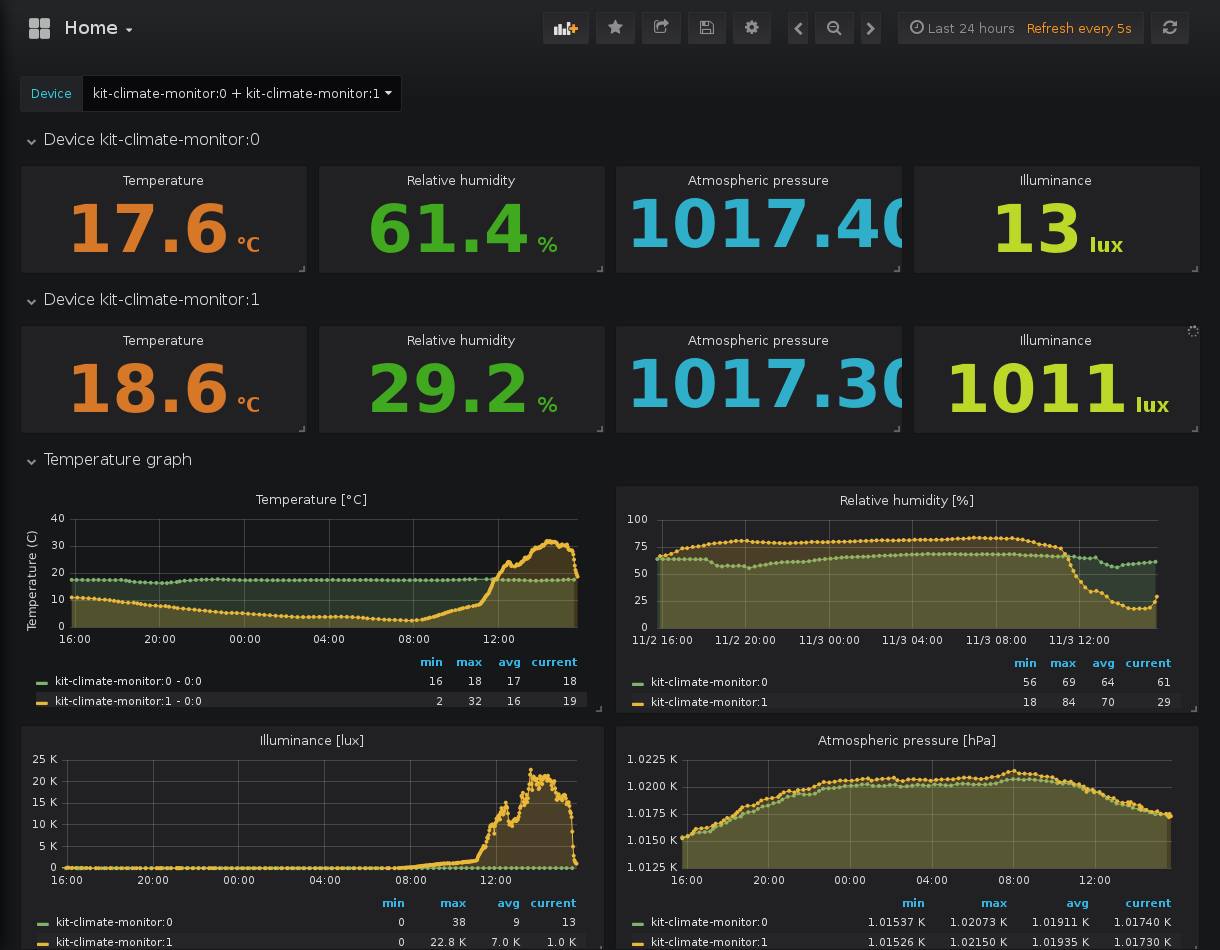 Home
Last 24 hours Refresh every 5s
Device kit-climate-monitor:0 + kit-climate-monitor:1
Device kit-climate-monitor:0
Temperature Relative humidity Atmospheric pressure Illuminance
17.6 °C 61.4 % 1017.40 13 lux
Device kit-climate-monitor:1
Temperature Relative humidity Atmospheric pressure Illuminance
18.6 °C 29.2 % 1017.30 1011 lux
Temperature graph
Temperature [°C]
Temperature (C)
40
30
20
10
0
16:00 20:00 00:00 04:00 08:00 12:00
min max avg current
kit-climate-monitor:0 - 0:0 16 18 17 18
kit-climate-monitor:1 - 0:0 2 32 16 19
Relative humidity [%]
100
75
50
25
0
11/2 16:00 11/2 20:00 11/3 00:00 11/3 04:00 11/3 08:00 11/3 12:00
min max avg current
kit-climate-monitor:0 56 69 64 61
kit-climate-monitor:1 18 84 70 29
Illuminance [lux]
25 K
20 K
15 K
10 K
5 K
0
16:00 20:00 00:00 04:00 08:00 12:00
min max avg current
kit-climate-monitor:0 0 38 9 13
kit-climate-monitor:1 0 22.8 K 7.0 K 1.0 K
Atmospheric pressure [hPa]
1.0225 K
1.0200 K
1.0175 K
1.0150 K
1.0125 K
16:00 20:00 00:00 04:00 08:00 12:00
min max avg current
kit-climate-monitor:0 1.01537 K 1.02073 K 1.01911 K 1.01740 K
kit-climate-monitor:1 1.01526 K 1.02150 K 1.01935 K 1.01730 K